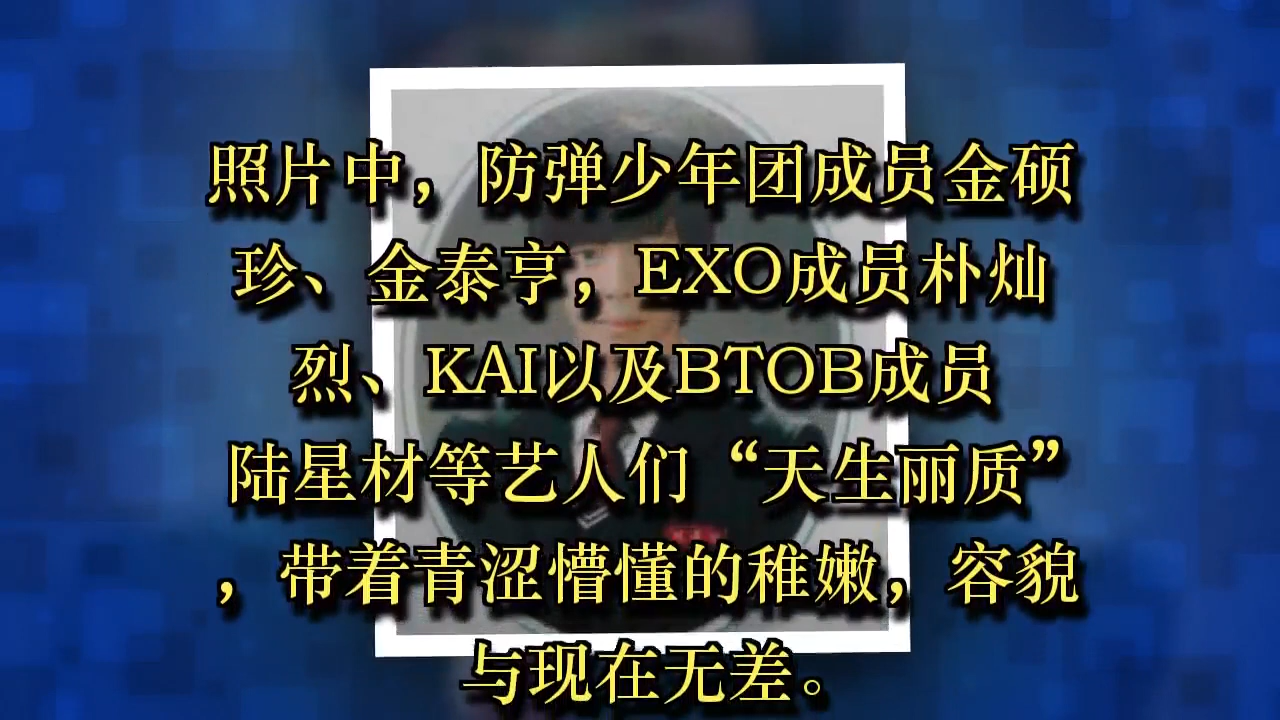 照片中，防弹少年团成员金硕
珍、金泰亨，EXO成员朴灿
烈、KAI以及BTOB成员
陆星材等艺人们“天生丽质”
，带着青涩懵懂的稚嫩，容貌
与现在无差。